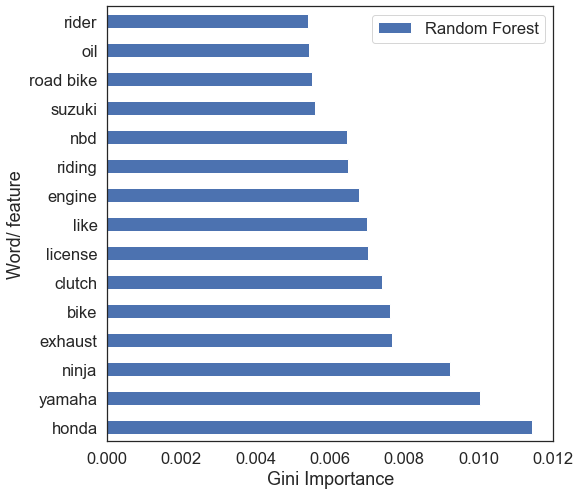 Random Forest
rider
oil
road bike
suzuki
nbd
riding
engine
like
license
clutch
bike
exhaust
ninja
yamaha
honda
Word/ feature
0.000 0.002 0.004 0.006 0.008 0.010 0.012
Gini Importance